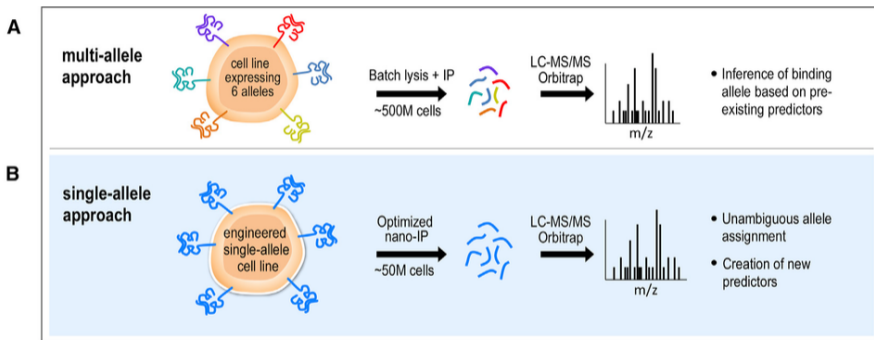 A
multi-allele
approach
cell line
expressing
6 alleles
Batch lysis + IP
~500M cells
LC-MS/MS
Orbitrap
m/z
• Inference of binding
allele based on pre-
existing predictors
B
single-allele
approach
engineered
single-allele
cell line
Optimized
nano-IP
~50M cells
LC-MS/MS
Orbitrap
m/z
• Unambiguous allele
assignment
• Creation of new
predictors